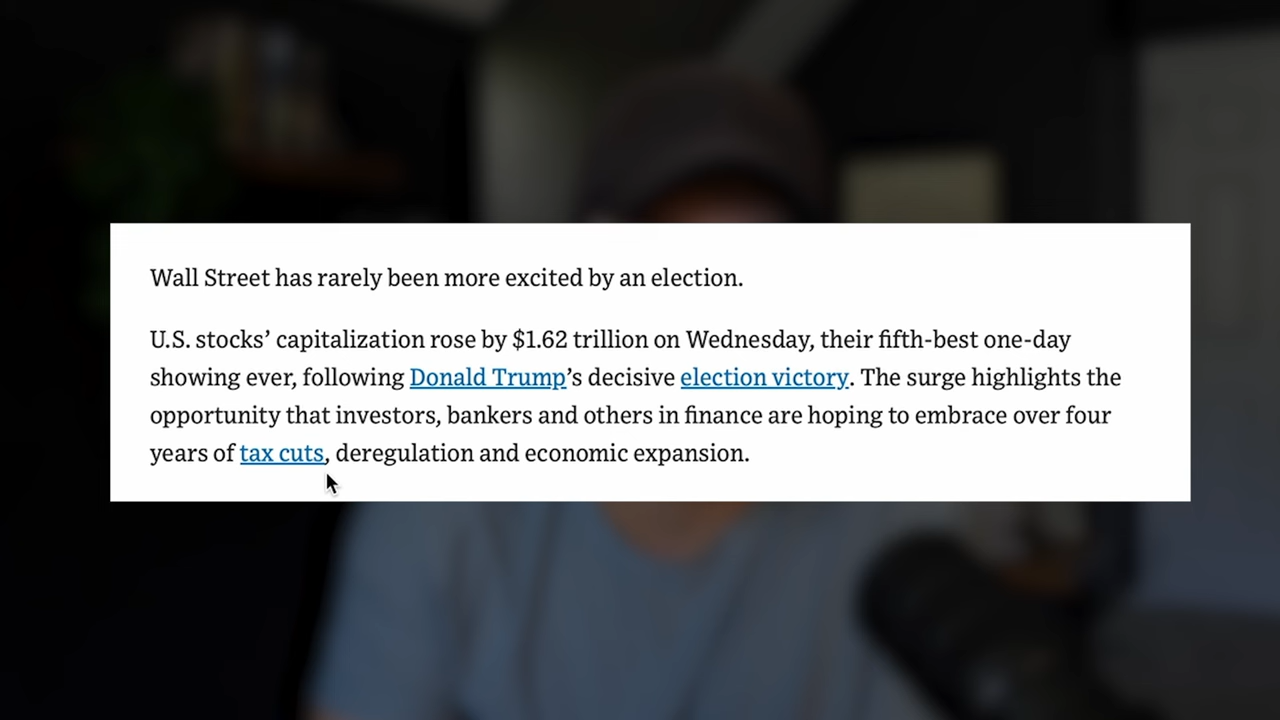 Wall Street has rarely been more excited by an election.
U.S. stocks’ capitalization rose by $1.62 trillion on Wednesday, their fifth-best one-day
showing ever, following Donald Trump’s decisive election victory. The surge highlights the
opportunity that investors, bankers and others in finance are hoping to embrace over four
years of tax cuts, deregulation and economic expansion.